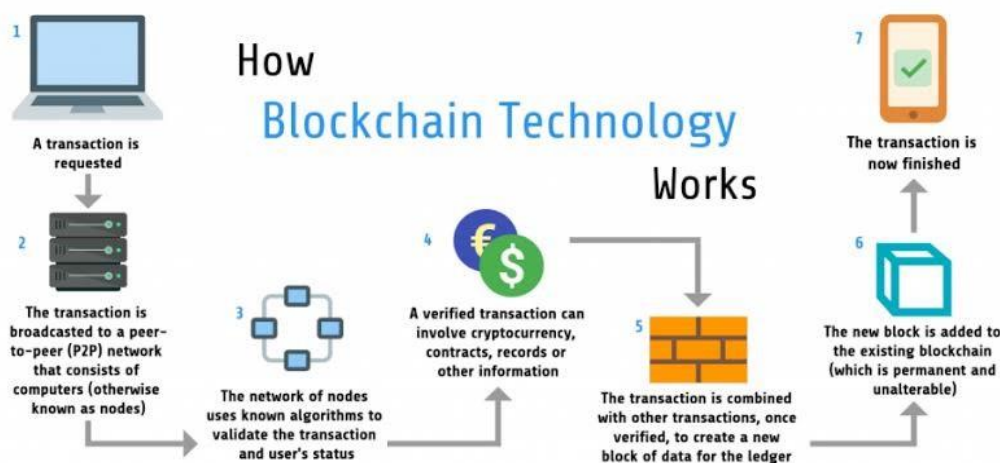 How
Blockchain Technology
Works
1
A transaction is
requested
2
The transaction is
broadcasted to a peer-
to-peer (P2P) network
that consists of
computers (otherwise
known as nodes)
3
The network of nodes
uses known algorithms to
validate the transaction
and user's status
4
€
$
A verified transaction can
involve cryptocurrency,
contracts, records or
other information
5
The transaction is combined
with other transactions, once
verified, to create a new
block of data for the ledger
6
The new block is added to
the existing blockchain
(which is permanent and
unalterable)
7
The transaction is
now finished